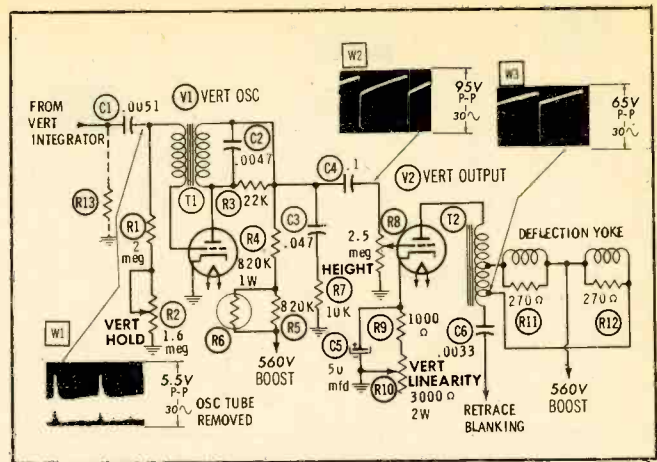 W2
W3
95V
P-P
30~
65V
P-P
30~
FROM
VERT
INTEGRATOR
C1
.0051
V1
VERT OSC
C2
.0047
T1
R3
22K
C4
.1
V2
VERT OUTPUT
T2
DEFLECTION YOKE
R13
R1
2
meg
R4
820K
1W
C3
.047
R8
2.5
meg
HEIGHT
R7
10K
270Ω
R11
270Ω
R12
R2
1.6
meg
VERT
HOLD
R6
820K
R5
560V
BOOST
R9
1000
Ω
C5
50
mfd
VERT
LINEARITY
R10
3000Ω
2W
C6
.0033
RETRACE
BLANKING
560V
BOOST
W1
5.5V
P-P
30~
OSC TUBE
REMOVED